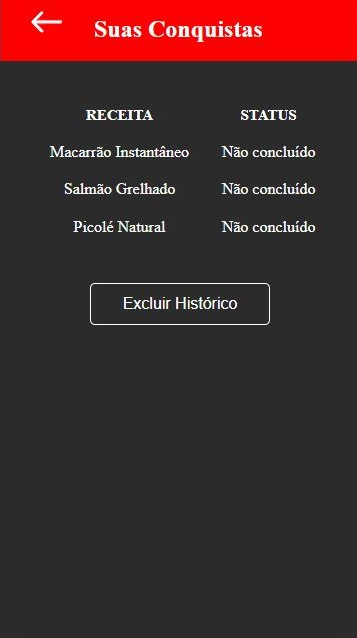 Suas Conquistas
RECEITA STATUS
Macarrão Instantâneo Não concluído
Salmão Grelhado Não concluído
Picolé Natural Não concluído
Excluir Histórico